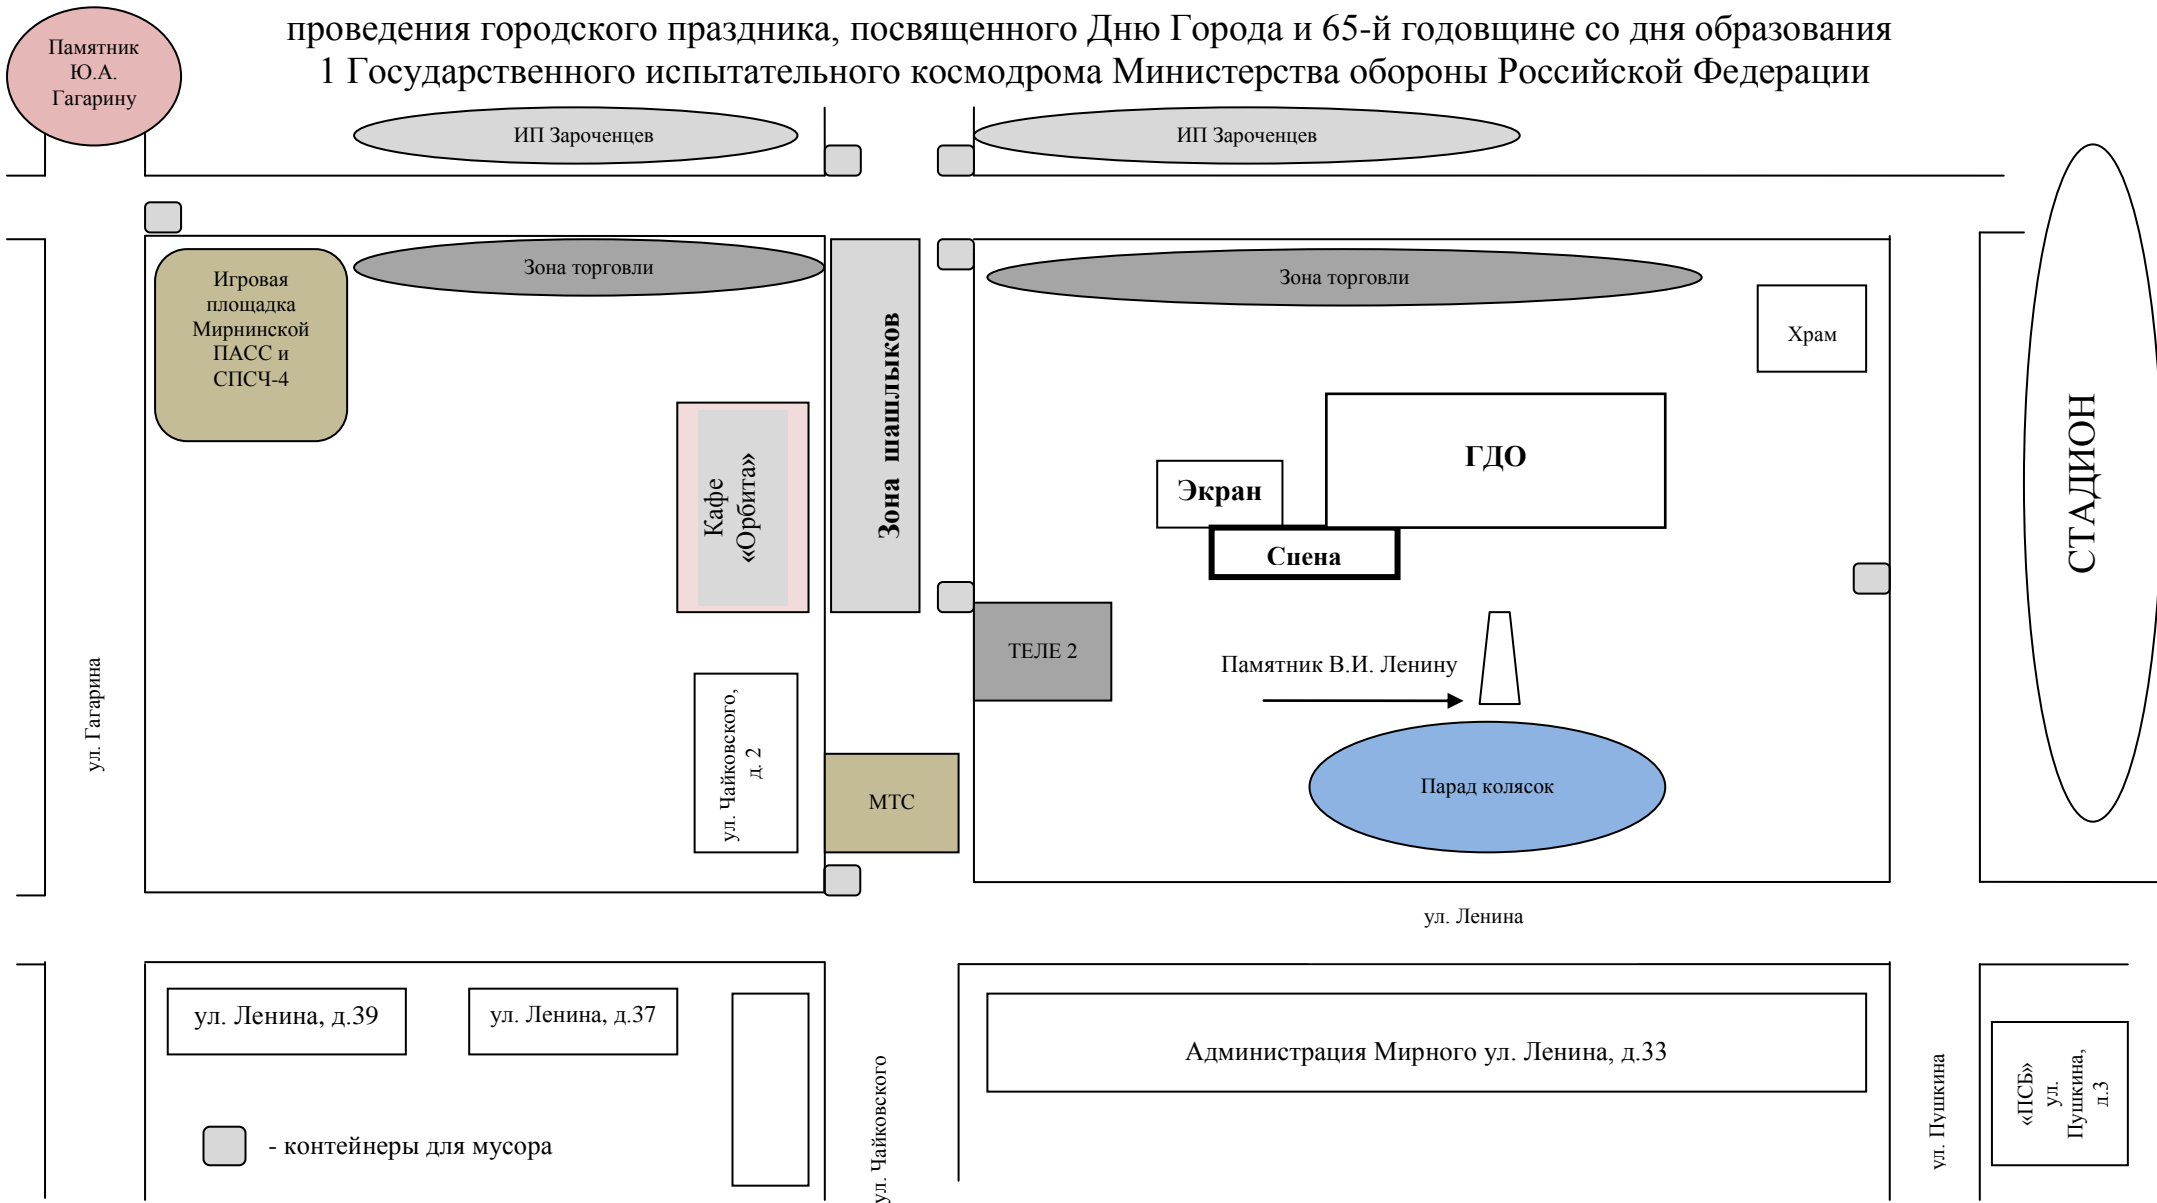 проведения городского праздника, посвященного Дню Города и 65-й годовщине со дня образования
1 Государственного испытательного космодрома Министерства обороны Российской Федерации
Памятник
Ю.А.
Гагарину
ИП Зароченцев
ИП Зароченцев
Игровая
площадка
Мирнинской
ПАСС и
СПСЧ-4
Зона торговли
Зона торговли
Храм
Зона шашлыков
Кафе
«Орбита»
ГДО
Экран
Сцена
СТАДИОН
ТЕЛЕ 2
Памятник В.И. Ленину
ул. Гагарина
ул. Чайковского,
д. 2
МТС
Парад колясок
ул. Ленина
ул. Ленина, д.39
ул. Ленина, д.37
Администрация Мирного ул. Ленина, д.33
«ПСБ»
ул.
Пушкина,
д.3
ул. Чайковского
ул. Пушкина
- контейнеры для мусора